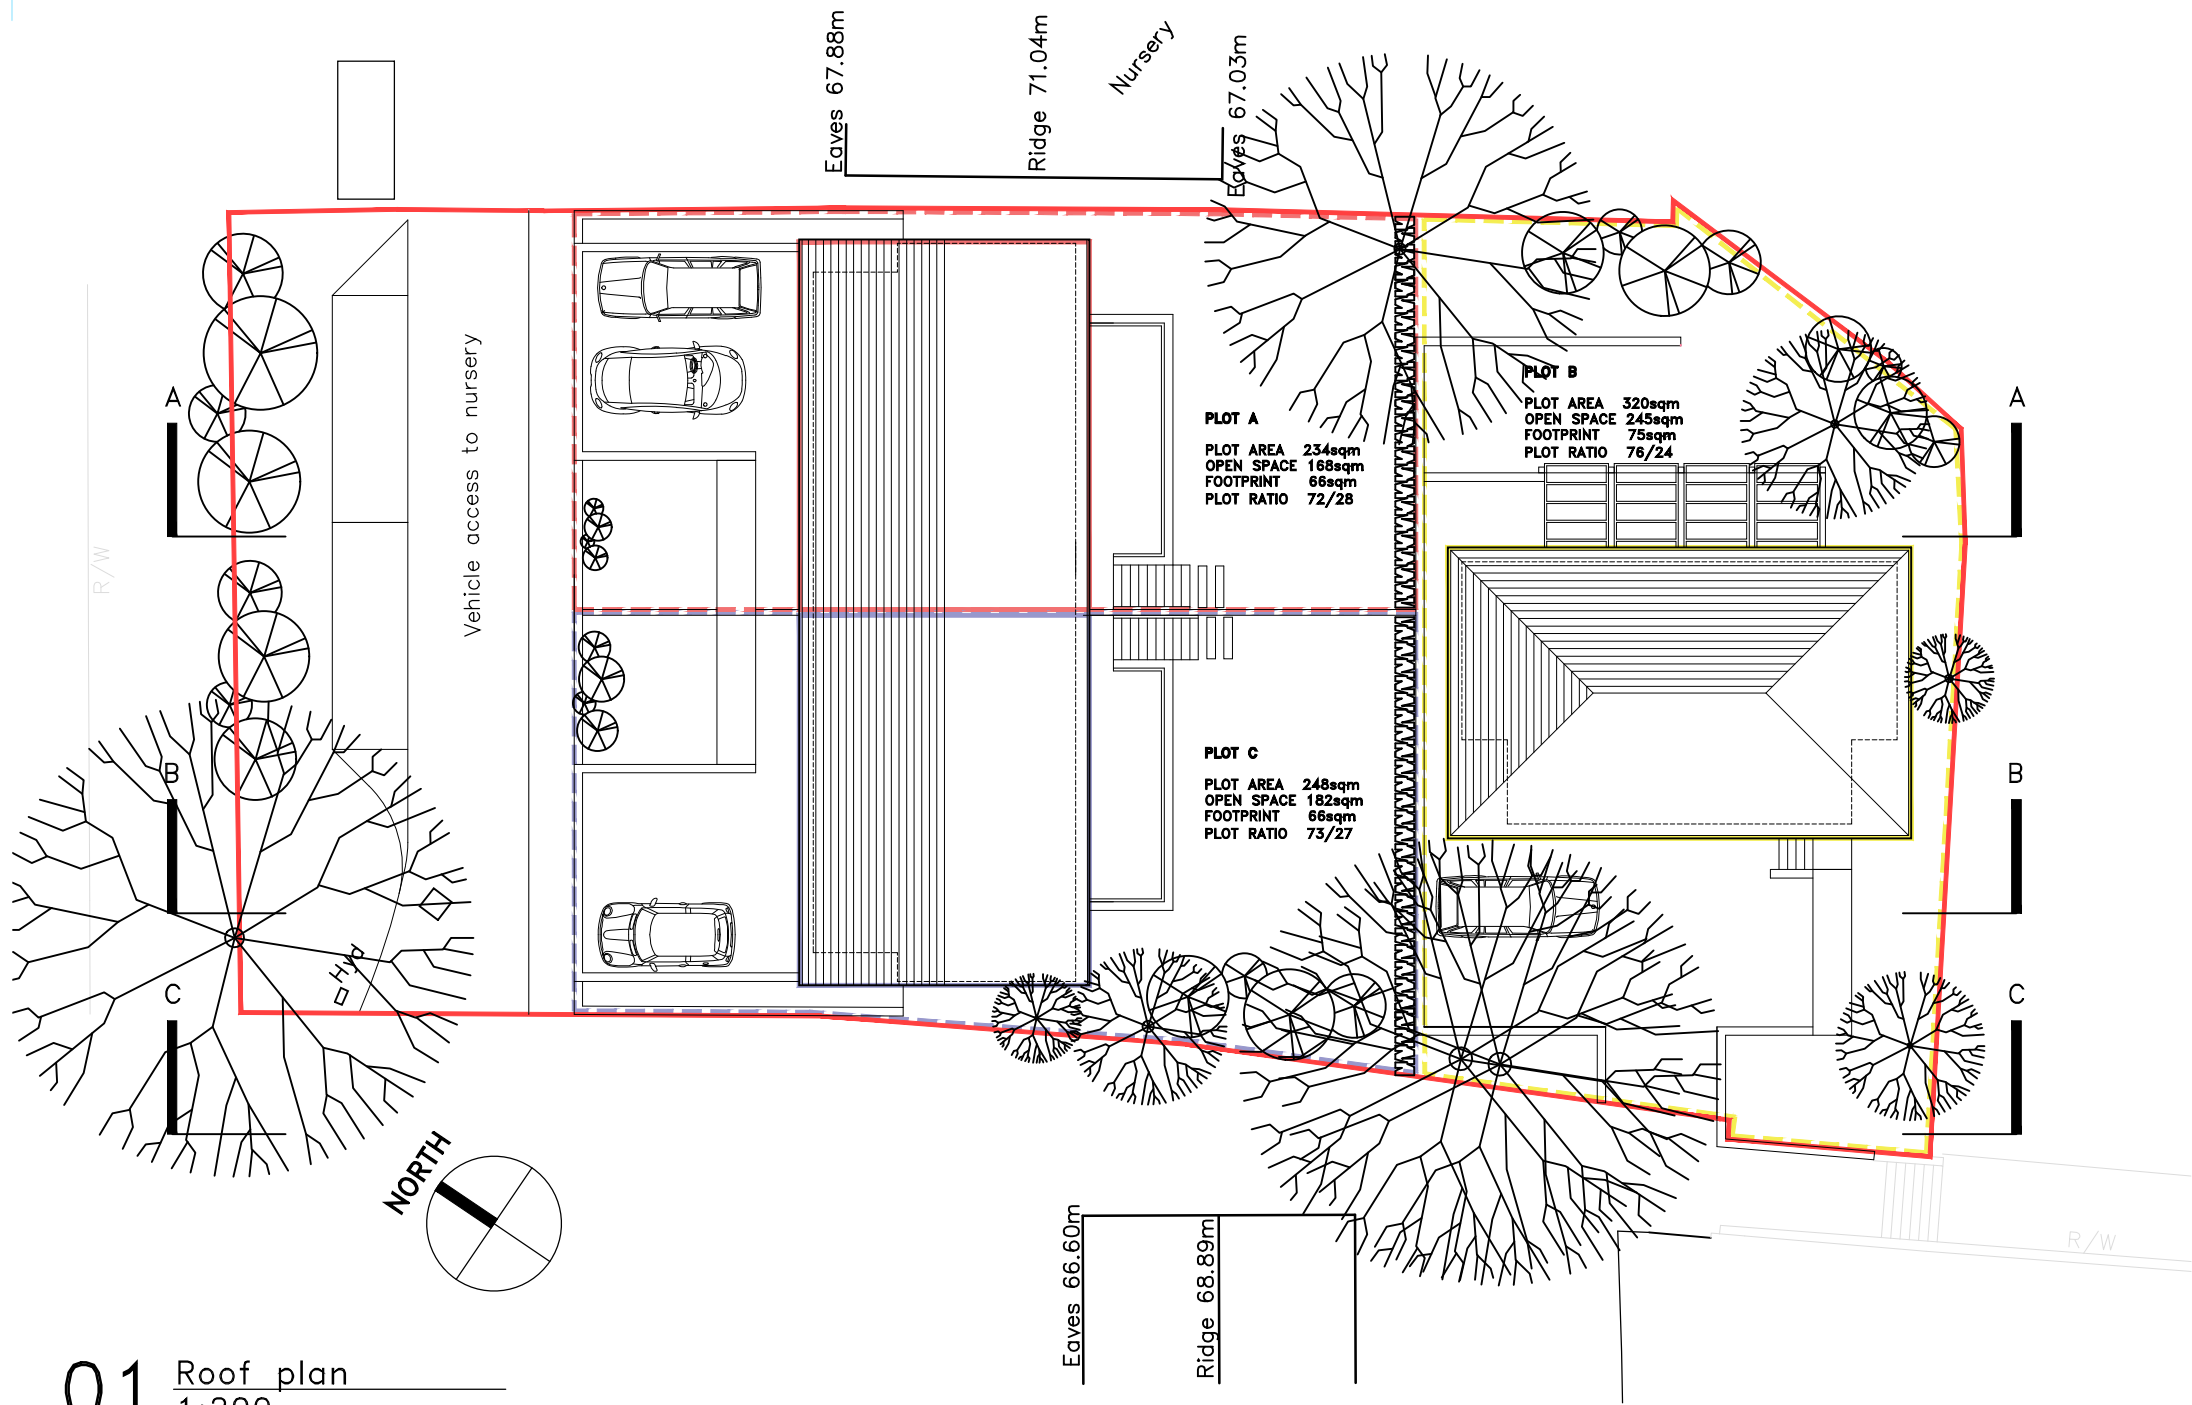 Eaves 67.88m
Ridge 71.04m
Nursery
Eaves 67.03m
Vehicle access to nursery
R/W
A
A
PLOT A
PLOT AREA 234sqm
OPEN SPACE 168sqm
FOOTPRINT 66sqm
PLOT RATIO 72/28
PLOT B
PLOT AREA 320sqm
OPEN SPACE 245sqm
FOOTPRINT 75sqm
PLOT RATIO 76/24
B
B
PLOT C
PLOT AREA 248sqm
OPEN SPACE 182sqm
FOOTPRINT 66sqm
PLOT RATIO 73/27
Hyd
C
C
NORTH
Eaves 66.60m
Ridge 68.89m
R/W
01 Roof plan
1:200